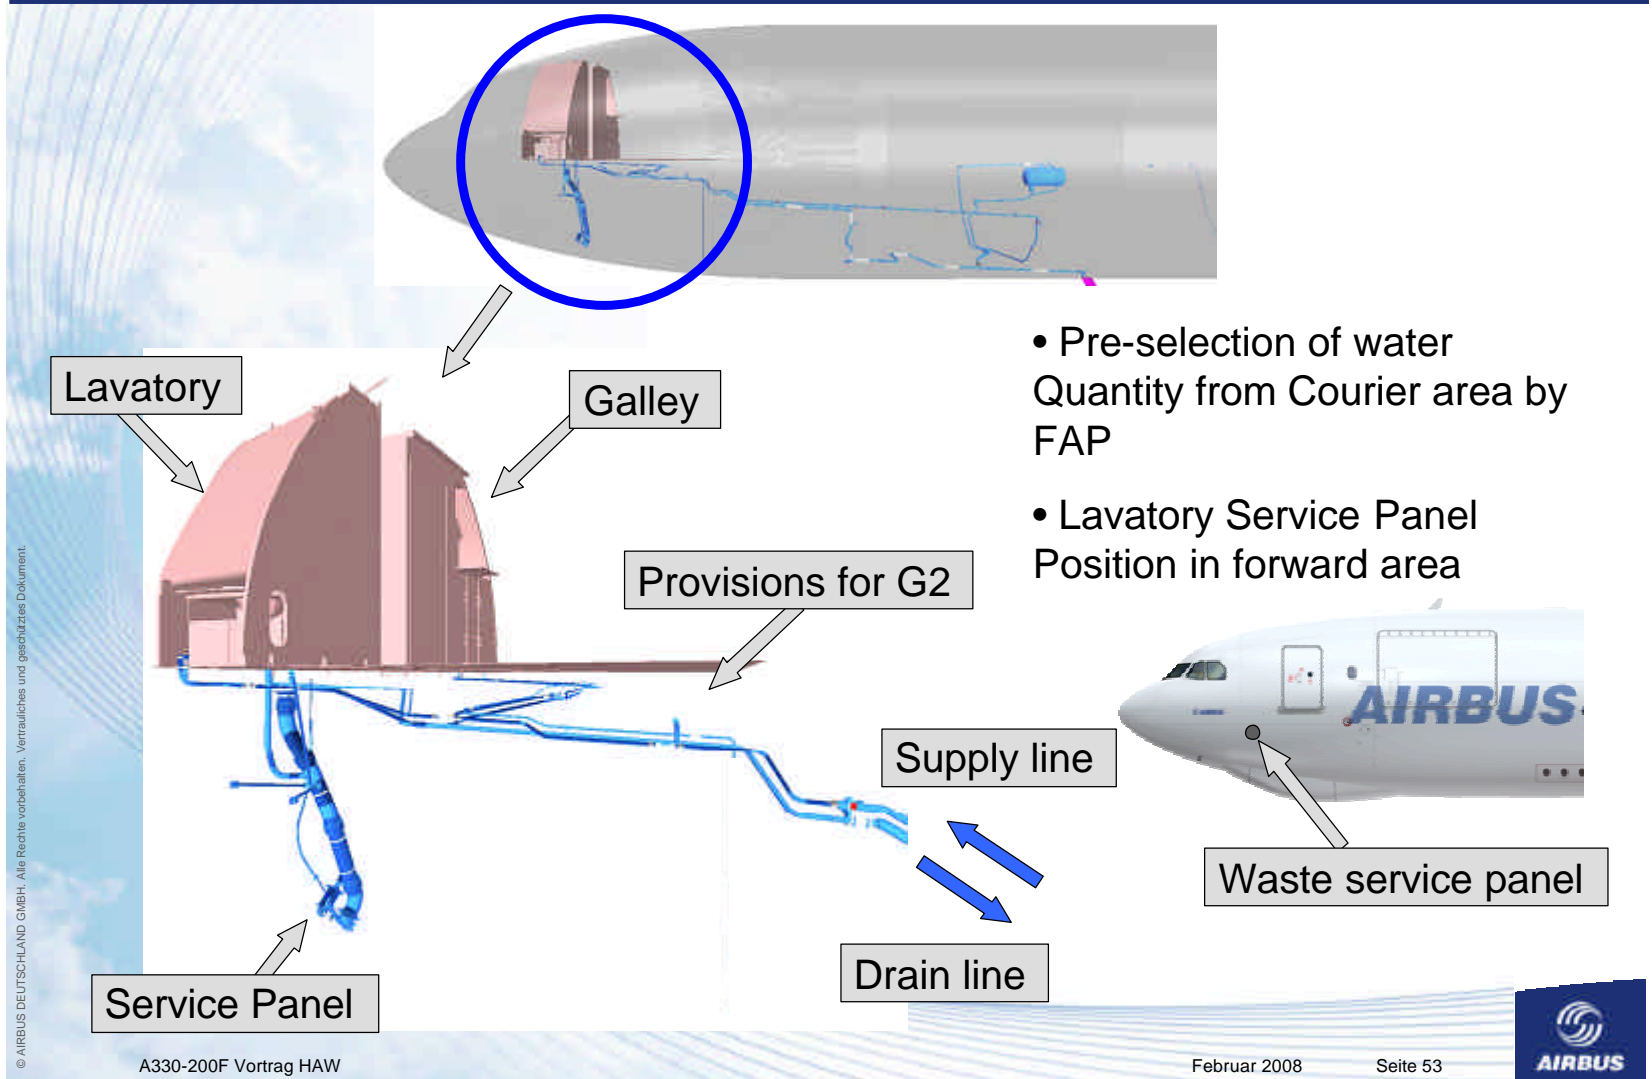 Lavatory
Galley
• Pre-selection of water
Quantity from Courier area by
FAP
• Lavatory Service Panel
Position in forward area
Provisions for G2
AIRBUS
Supply line
Waste service panel
Drain line
Service Panel
© AIRBUS DEUTSCHLAND GMBH. Alle Rechte vorbehalten. Vertrauliches und geschütztes Dokument.
A330-200F Vortrag HAW
Februar 2008
Seite 53
AIRBUS